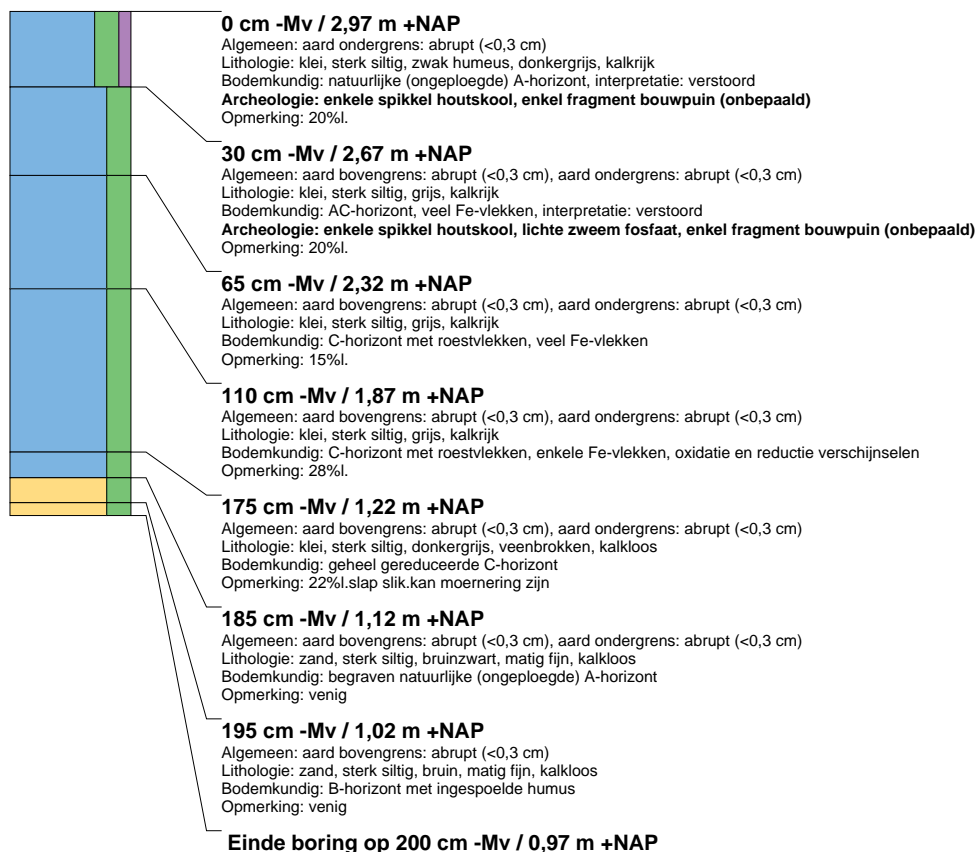 0 cm -Mv / 2,97 m +NAP
Algemeen: aard ondergrens: abrupt (<0,3 cm)
Lithologie: klei, sterk siltig, zwak humeus, donkergrijs, kalkrijk
Bodemkundig: natuurlijke (ongeploegde) A-horizont, interpretatie: verstoord
Archeologie: enkele spikkel houtskool, enkel fragment bouwpuin (onbepaald)
Opmerking: 20%l.
30 cm -Mv / 2,67 m +NAP
Algemeen: aard bovengrens: abrupt (<0,3 cm), aard ondergrens: abrupt (<0,3 cm)
Lithologie: klei, sterk siltig, grijs, kalkrijk
Bodemkundig: AC-horizont, veel Fe-vlekken, interpretatie: verstoord
Archeologie: enkele spikkel houtskool, lichte zweem fosfaat, enkel fragment bouwpuin (onbepaald)
Opmerking: 20%l.
65 cm -Mv / 2,32 m +NAP
Algemeen: aard bovengrens: abrupt (<0,3 cm), aard ondergrens: abrupt (<0,3 cm)
Lithologie: klei, sterk siltig, grijs, kalkrijk
Bodemkundig: C-horizont met roestvlekken, veel Fe-vlekken
Opmerking: 15%l.
110 cm -Mv / 1,87 m +NAP
Algemeen: aard bovengrens: abrupt (<0,3 cm), aard ondergrens: abrupt (<0,3 cm)
Lithologie: klei, sterk siltig, grijs, kalkrijk
Bodemkundig: C-horizont met roestvlekken, enkele Fe-vlekken, oxidatie en reductie verschijnselen
Opmerking: 28%l.
175 cm -Mv / 1,22 m +NAP
Algemeen: aard bovengrens: abrupt (<0,3 cm), aard ondergrens: abrupt (<0,3 cm)
Lithologie: klei, sterk siltig, donkergrijs, veenbrokken, kalkloos
Bodemkundig: geheel gereduceerde C-horizont
Opmerking: 22%l.slap slik.kan moernering zijn
185 cm -Mv / 1,12 m +NAP
Algemeen: aard bovengrens: abrupt (<0,3 cm), aard ondergrens: abrupt (<0,3 cm)
Lithologie: zand, sterk siltig, bruinzwart, matig fijn, kalkloos
Bodemkundig: begraven natuurlijke (ongeploegde) A-horizont
Opmerking: venig
195 cm -Mv / 1,02 m +NAP
Algemeen: aard bovengrens: abrupt (<0,3 cm)
Lithologie: zand, sterk siltig, bruin, matig fijn, kalkloos
Bodemkundig: B-horizont met ingespoelde humus
Opmerking: venig
Einde boring op 200 cm -Mv / 0,97 m +NAP